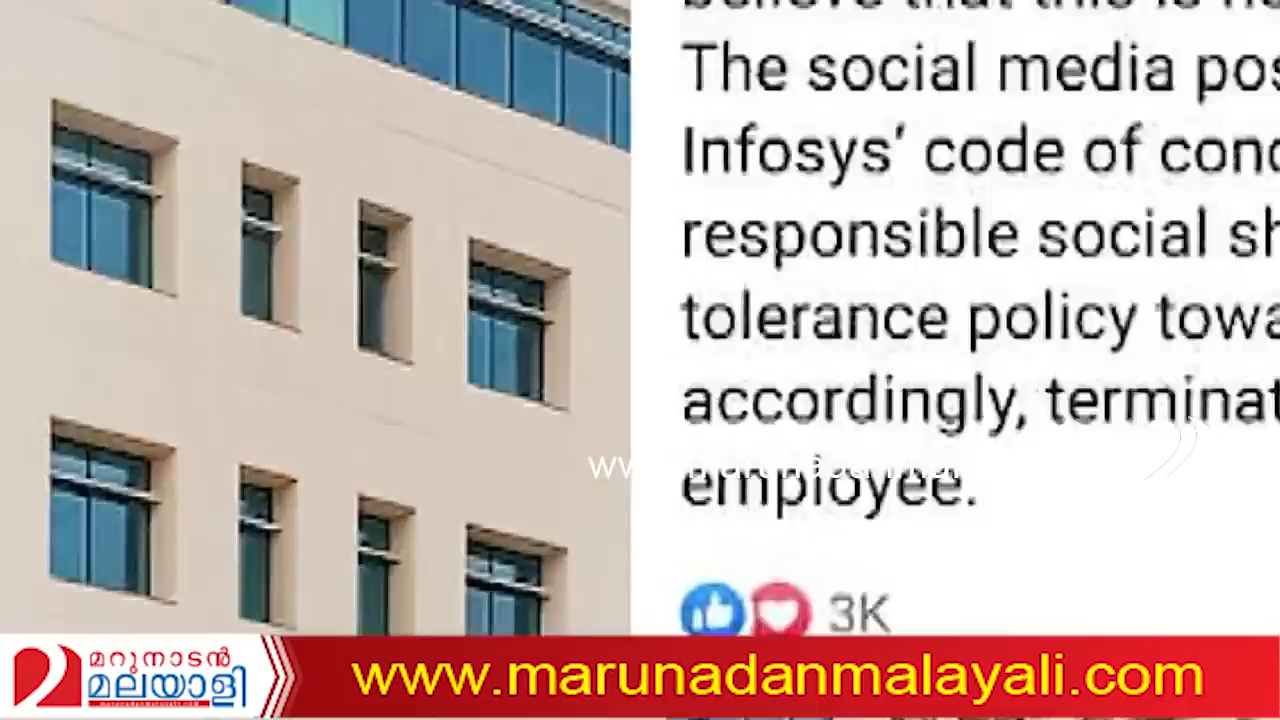 The social media pos
Infosys' code of cond
responsible social sh
tolerance policy towa
accordingly, terminat
employee.
3K
മറുനാടൻ
മലയാളി
www.marunadanmalayali.com